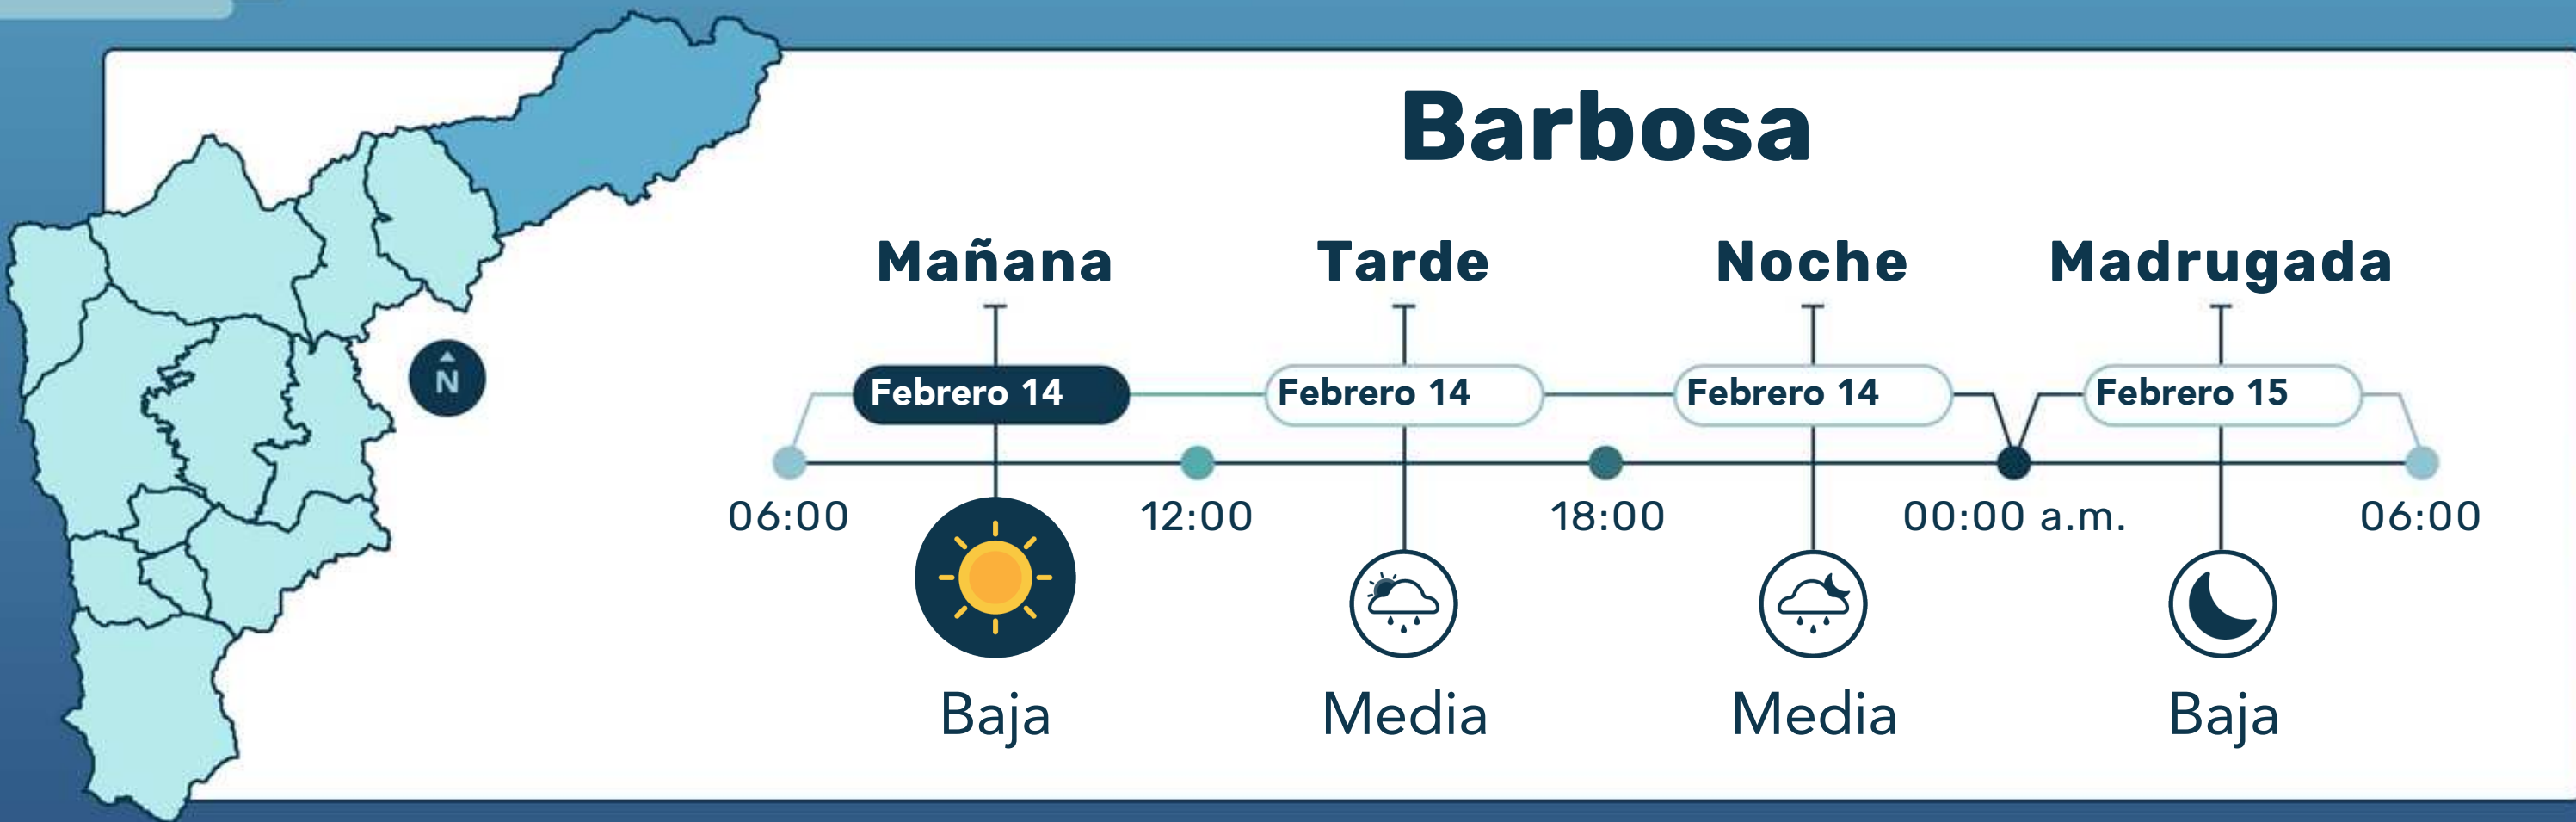 Barbosa
Mañana Tarde Noche Madrugada
N
Febrero 14 Febrero 14 Febrero 14 Febrero 15
06:00 12:00 18:00 00:00 a.m. 06:00
Baja Media Media Baja